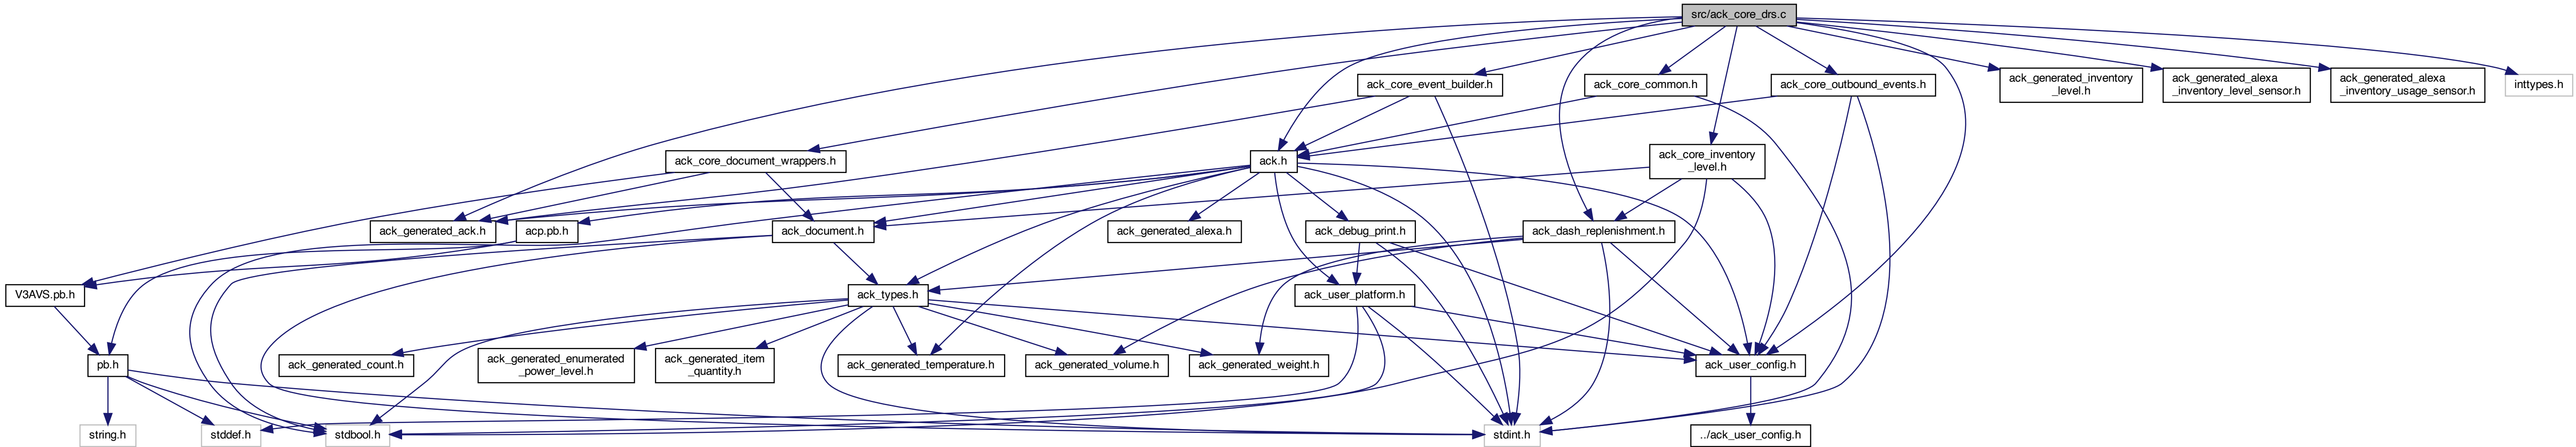 src/ack_core_drs.c
ack_core_event_builder.h
ack_core_common.h
ack_core_outbound_events.h
ack_generated_inventory
_level.h
ack_generated_alexa
_inventory_level_sensor.h
ack_generated_alexa
_inventory_usage_sensor.h
inttypes.h
ack_core_document_wrappers.h
ack.h
ack_core_inventory
_level.h
ack_generated_ack.h
acp.pb.h
ack_document.h
ack_generated_alexa.h
ack_debug_print.h
ack_dash_replenishment.h
V3AVS.pb.h
ack_types.h
ack_user_platform.h
pb.h
ack_generated_count.h
ack_generated_enumerated
_power_level.h
ack_generated_item
_quantity.h
ack_generated_temperature.h
ack_generated_volume.h
ack_generated_weight.h
ack_user_config.h
string.h
stddef.h
stdbool.h
stdint.h
../ack_user_config.h